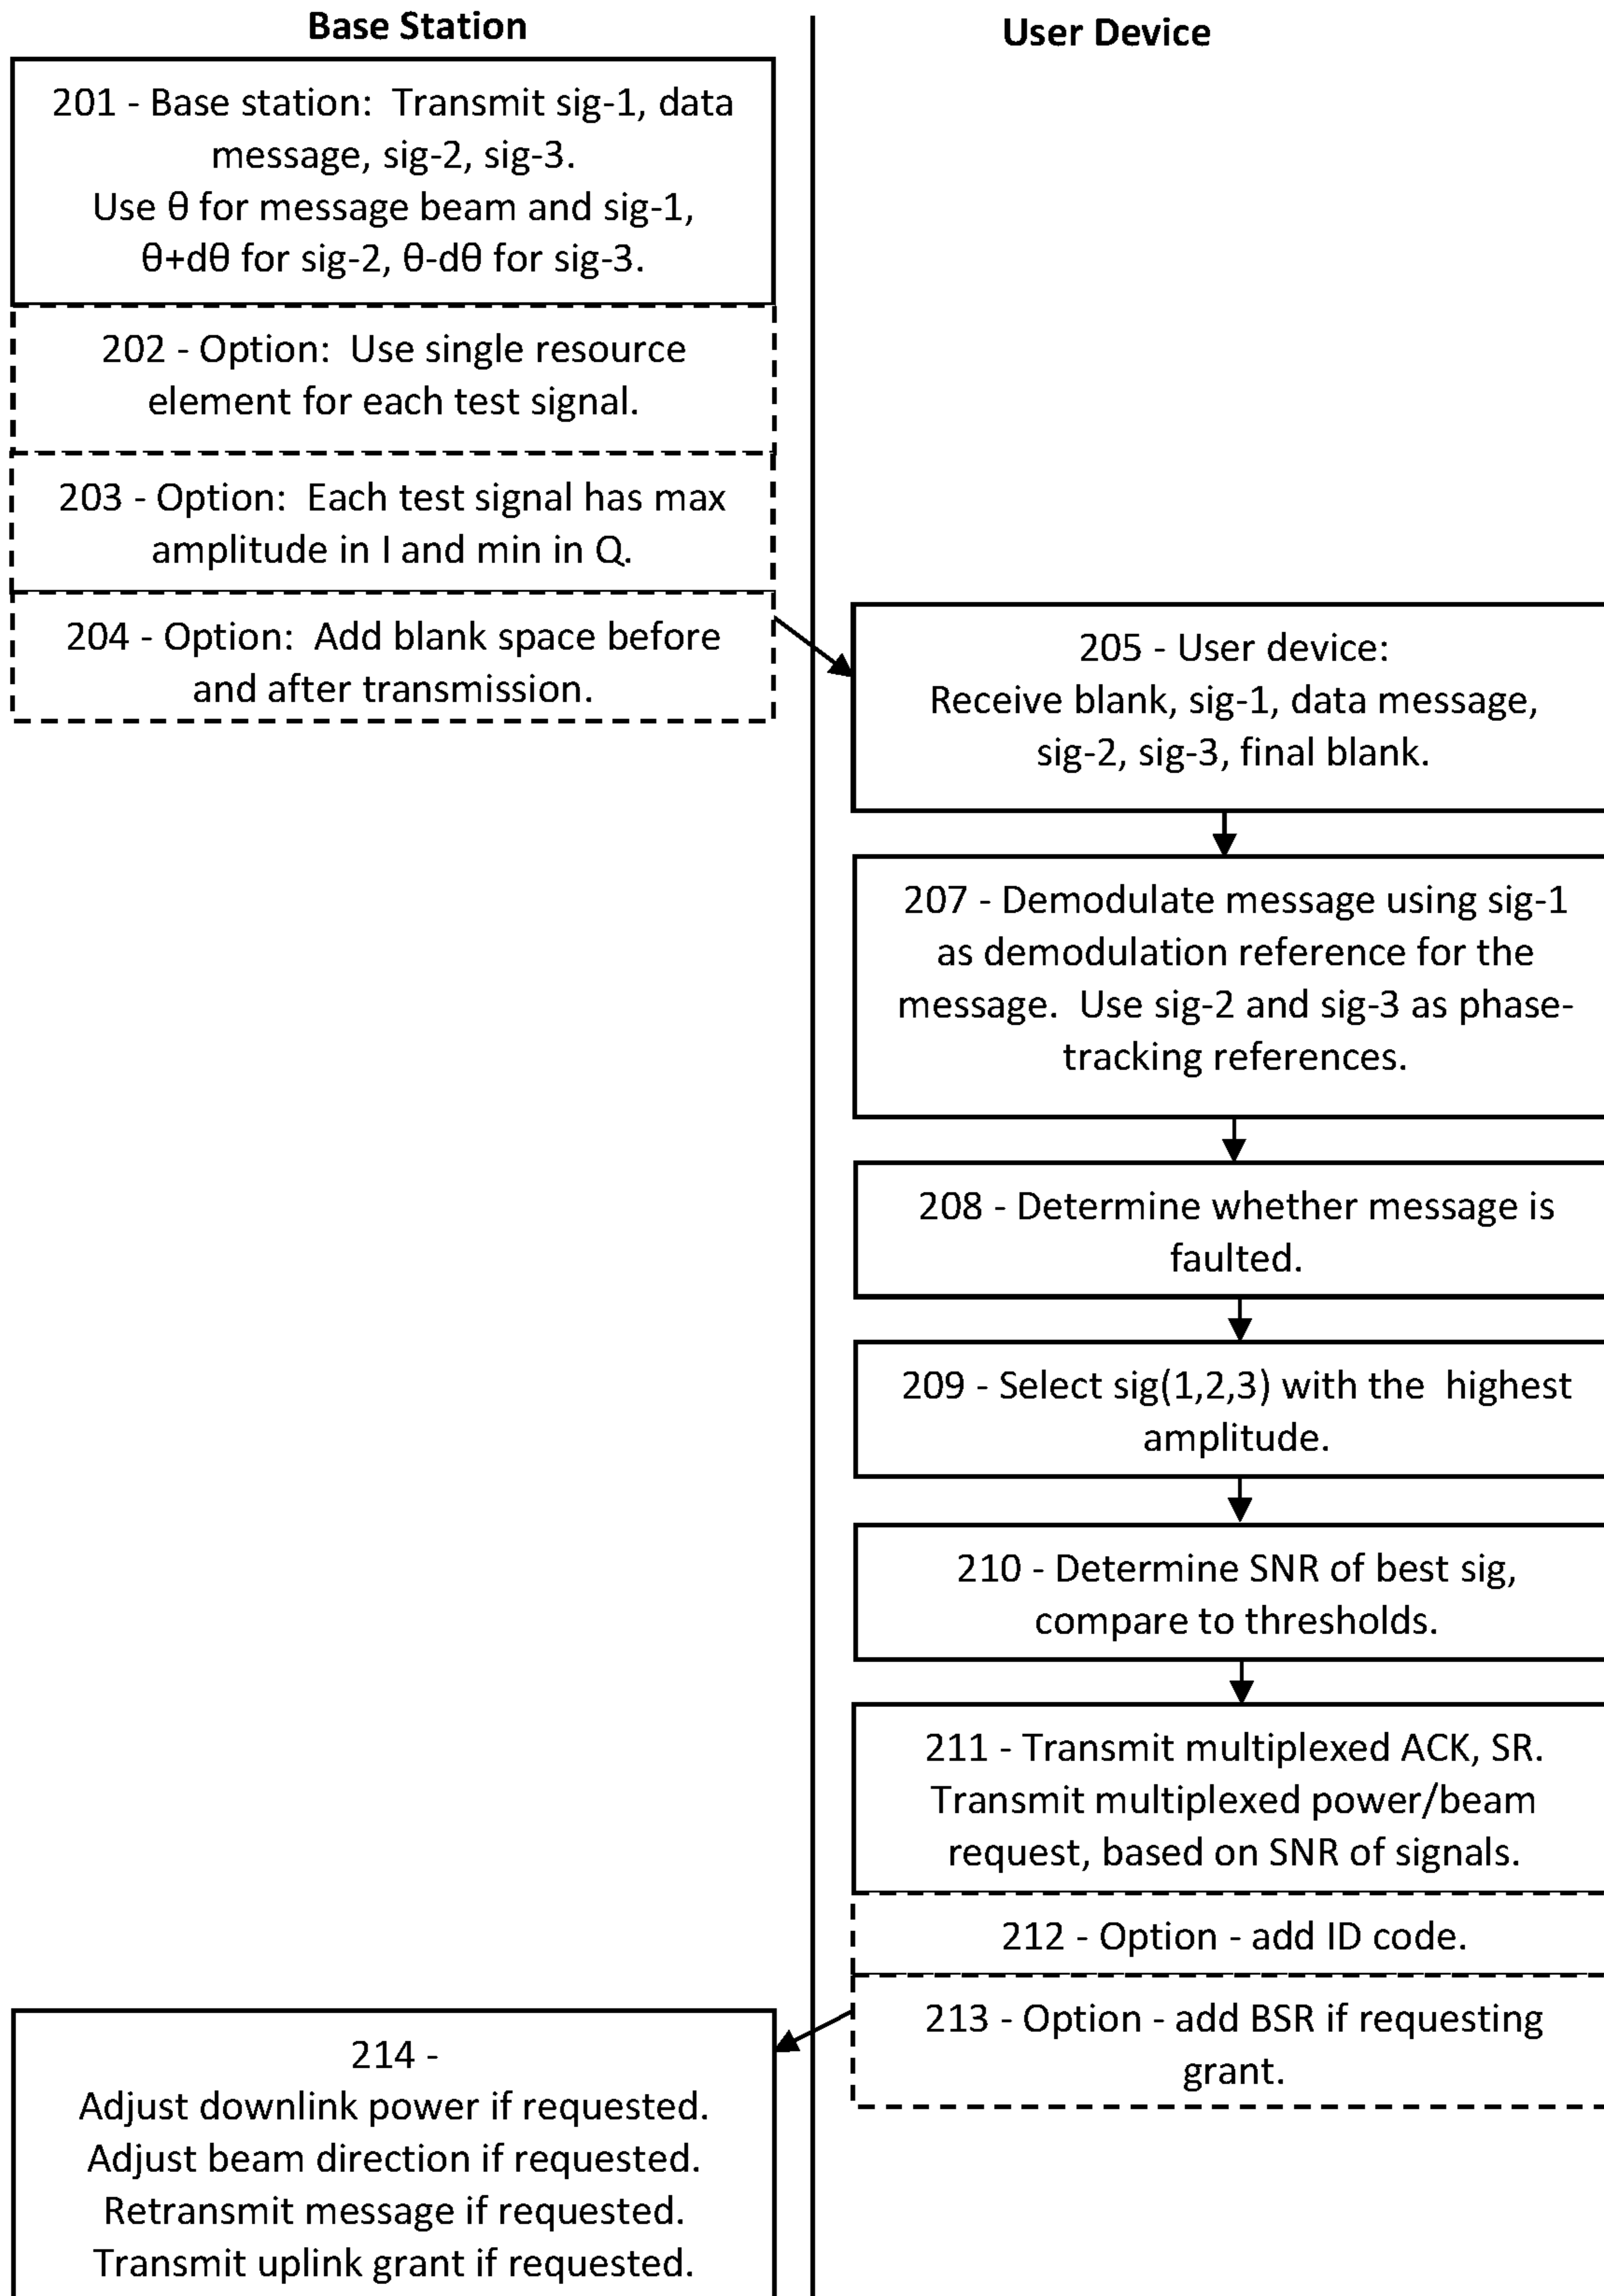 Base Station
User Device
201 - Base station: Transmit sig-1, data
message, sig-2, sig-3.
Use θ for message beam and sig-1,
θ+dθ for sig-2, θ-dθ for sig-3.
202 - Option: Use single resource
element for each test signal.
203 - Option: Each test signal has max
amplitude in I and min in Q.
204 - Option: Add blank space before
and after transmission.
205 - User device:
Receive blank, sig-1, data message,
sig-2, sig-3, final blank.
207 - Demodulate message using sig-1
as demodulation reference for the
message. Use sig-2 and sig-3 as phase-
tracking references.
208 - Determine whether message is
faulted.
209 - Select sig(1,2,3) with the highest
amplitude.
210 - Determine SNR of best sig,
compare to thresholds.
211 - Transmit multiplexed ACK, SR.
Transmit multiplexed power/beam
request, based on SNR of signals.
212 - Option - add ID code.
213 - Option - add BSR if requesting
grant.
214 -
Adjust downlink power if requested.
Adjust beam direction if requested.
Retransmit message if requested.
Transmit uplink grant if requested.